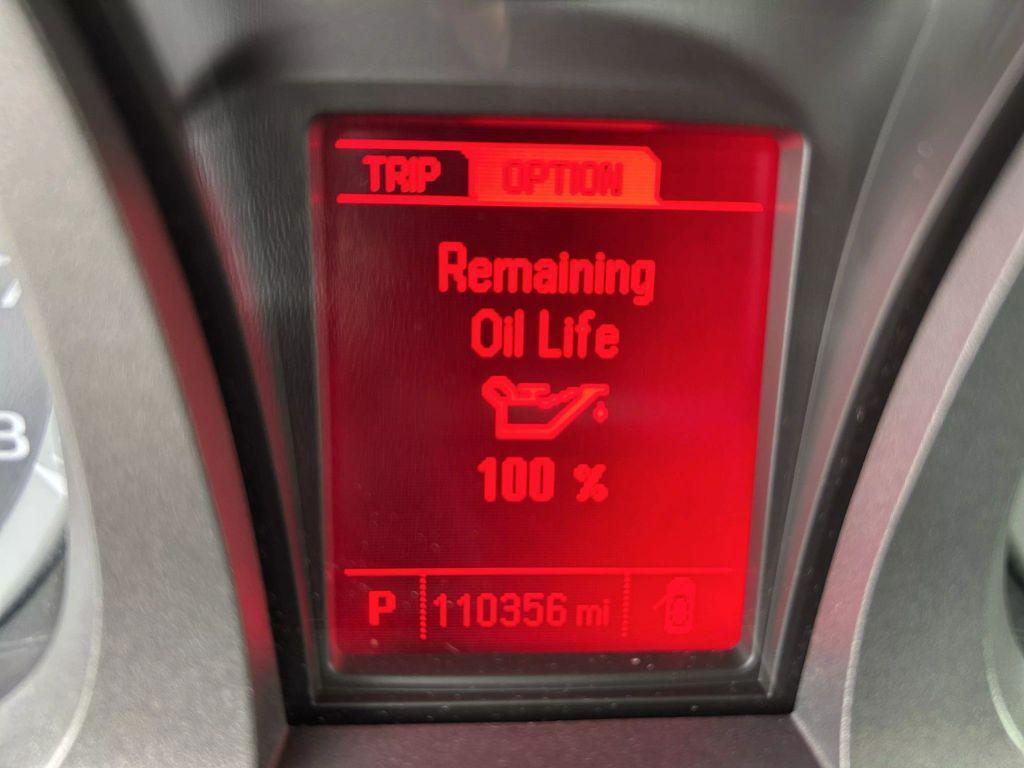 TRIP OPTION
Remaining
Oil Life
100 %
P 110356 mi